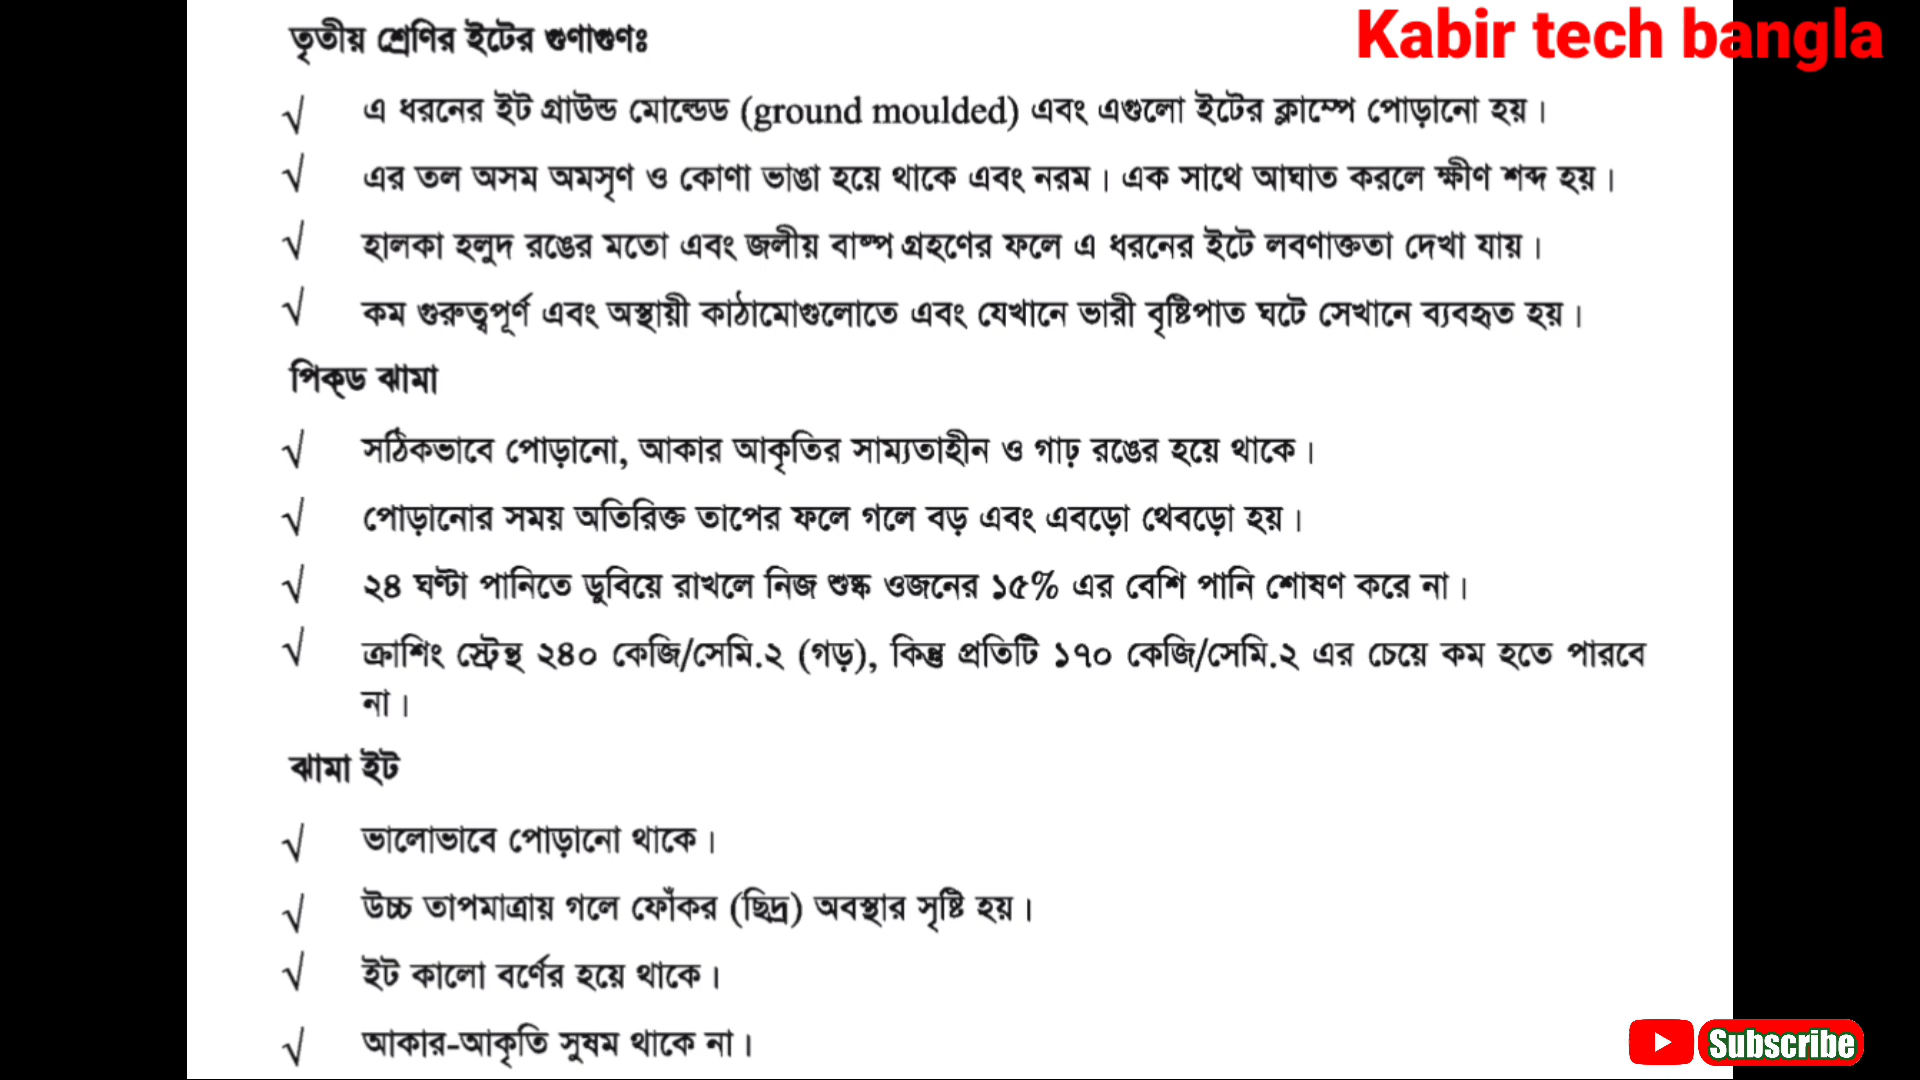 Kabir tech bangla
তৃতীয় শ্রেণির ইটের গুণাগুণঃ
√ এ ধরনের ইট গ্রাউন্ড মোল্ডেড (ground moulded) এবং এগুলো ইটের ক্লাম্পে পোড়ানো হয়।
√ এর তল অসম অমসৃণ ও কোণা ভাঙা হয়ে থাকে এবং নরম। এক সাথে আঘাত করলে ক্ষীণ শব্দ হয়।
√ হালকা হলুদ রঙের মতো এবং জলীয় বাষ্প গ্রহণের ফলে এ ধরনের ইটে লবণাক্ততা দেখা যায়।
√ কম গুরুত্বপূর্ণ এবং অস্থায়ী কাঠামোগুলোতে এবং যেখানে ভারী বৃষ্টিপাত ঘটে সেখানে ব্যবহৃত হয়।
পিক্‌ড ঝামা
√ সঠিকভাবে পোড়ানো, আকার আকৃতির সাম্যতাহীন ও গাঢ় রঙের হয়ে থাকে।
√ পোড়ানোর সময় অতিরিক্ত তাপের ফলে গলে বড় এবং এবড়ো থেবড়ো হয়।
√ ২৪ ঘণ্টা পানিতে ডুবিয়ে রাখলে নিজ শুষ্ক ওজনের ১৫% এর বেশি পানি শোষণ করে না।
√ ক্রাশিং স্ট্রেন্থ ২৪০ কেজি/সেমি.২ (গড়), কিন্তু প্রতিটি ১৭০ কেজি/সেমি.২ এর চেয়ে কম হতে পারবে
না।
ঝামা ইট
√ ভালোভাবে পোড়ানো থাকে।
√ উচ্চ তাপমাত্রায় গলে ফোঁকর (ছিদ্র) অবস্থার সৃষ্টি হয়।
√ ইট কালো বর্ণের হয়ে থাকে।
√ আকার-আকৃতি সুষম থাকে না।
Subscribe